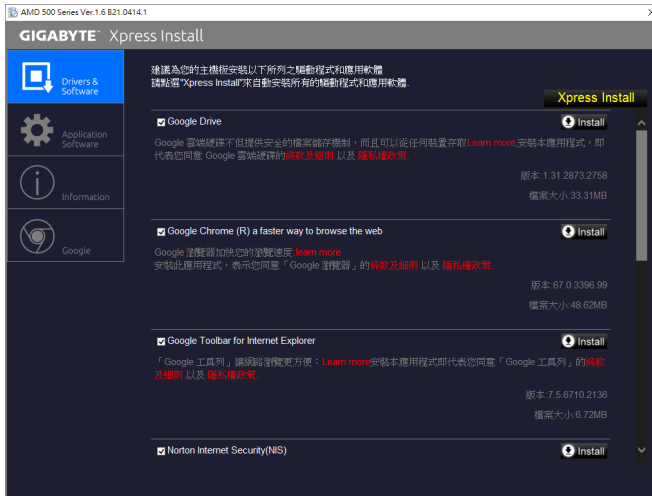 AMD 500 Series Ver.1.6 B21.0414.1
GIGABYTE™ Xpress Install
Drivers &
Software
Application
Software
Information
Google
建議為您的主機板安裝以下所列之驅動程式和應用軟體
請點選"Xpress Install"來自動安裝所有的驅動程式和應用軟體.
Xpress Install
Google Drive
Install
Google 雲端硬碟不但提供安全的檔案儲存機制，而且可以從任何裝置存取Learn more,安裝本應用程式，即
代表您同意 Google 雲端硬碟的條款及細則 以及 隱私權政策.
版本:1.31.2873.2758
檔案大小:33.31MB
Google Chrome (R) a faster way to browse the web
Install
Google 瀏覽器加快您的瀏覽速度:learn more
安裝此應用程式，表示您同意「Google 瀏覽器」的條款及細則 以及 隱私權政策.
版本:67.0.3396.99
檔案大小:48.62MB
Google Toolbar for Internet Explorer
Install
「Google 工具列」讓網路瀏覽更方便：Learn more安裝本應用程式即代表您同意「Google 工具列」的條款
及細則 以及 隱私權政策.
版本:7.5.6710.2136
檔案大小:6.72MB
Norton Internet Security(NIS)
Install